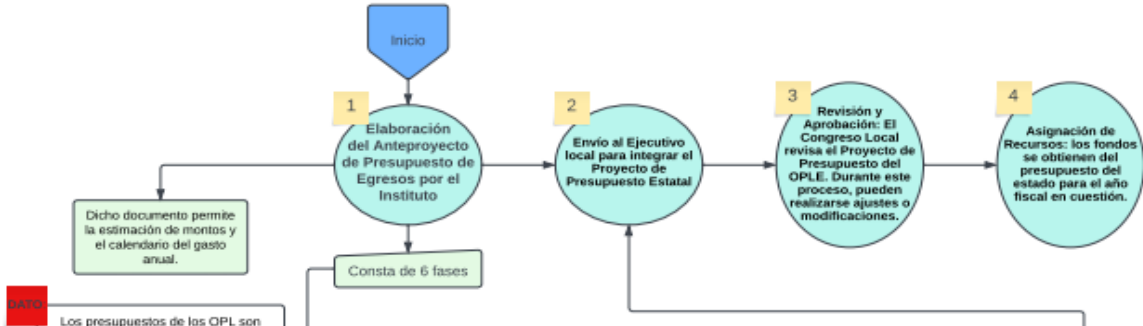 Inicio
1
Elaboración
del Anteproyecto
de Presupuesto de
Egresos por el
Instituto
2
Envío al Ejecutivo
local para integrar el
Proyecto de
Presupuesto Estatal
3
Revisión y
Aprobación: El
Congreso Local
revisa el Proyecto de
Presupuesto del
OPLE. Durante este
proceso, pueden
realizarse ajustes o
modificaciones.
4
Asignación de
Recursos: los fondos
se obtienen del
presupuesto del
estado para el año
fiscal en cuestión.
Dicho documento permite
la estimación de montos y
el calendario del gasto
anual.
Consta de 6 fases
DATO
Los presupuestos de los OPL son